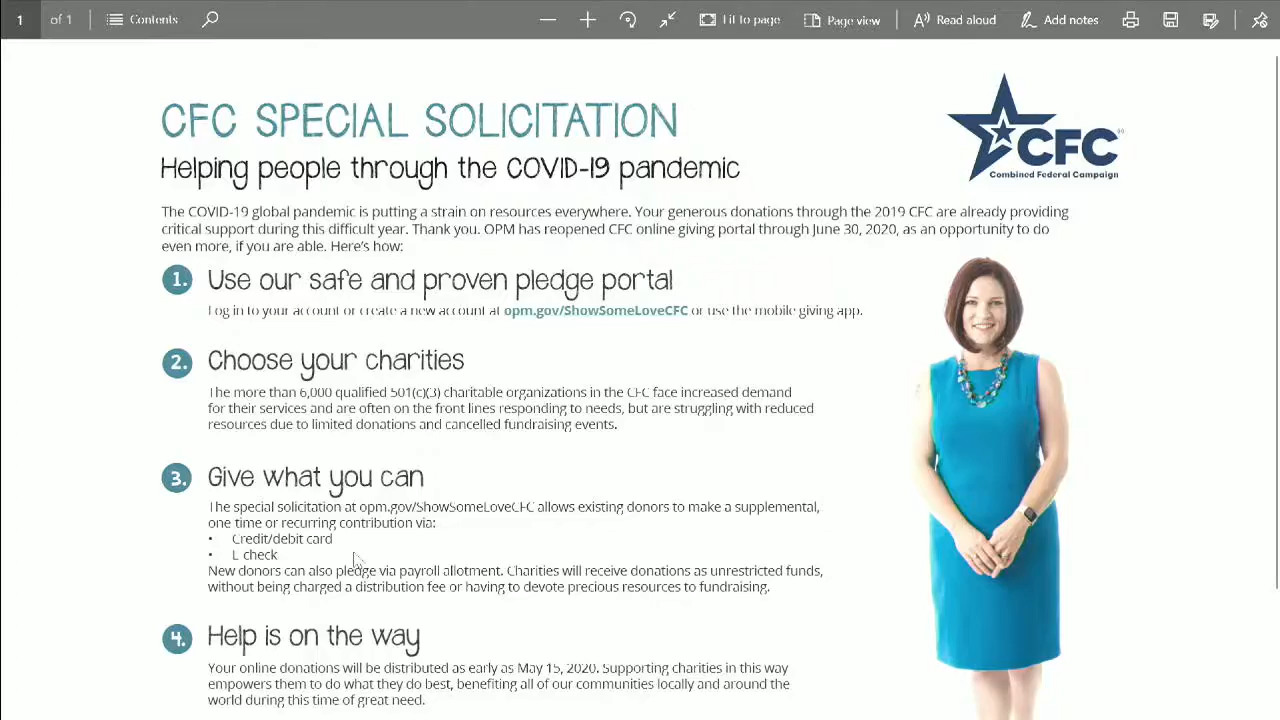 1 of 1 Contents Fit to page Page view Read aloud Add notes
CFC SPECIAL SOLICITATION
Helping people through the COVID-19 pandemic
CFC
Combined Federal Campaign
The COVID-19 global pandemic is putting a strain on resources everywhere. Your generous donations through the 2019 CFC are already providing
critical support during this difficult year. Thank you. OPM has reopened CFC online giving portal through June 30, 2020, as an opportunity to do
even more, if you are able. Here's how:
1. Use our safe and proven pledge portal
Log in to your account or create a new account at opm.gov/ShowSomeLoveCFC or use the mobile giving app.
2. Choose your charities
The more than 6,000 qualified 501(c)(3) charitable organizations in the CFC face increased demand
for their services and are often on the front lines responding to needs, but are struggling with reduced
resources due to limited donations and cancelled fundraising events.
3. Give what you can
The special solicitation at opm.gov/ShowSomeLoveCFC allows existing donors to make a supplemental,
one time or recurring contribution via:
• Credit/debit card
• E check
New donors can also pledge via payroll allotment. Charities will receive donations as unrestricted funds,
without being charged a distribution fee or having to devote precious resources to fundraising.
4. Help is on the way
Your online donations will be distributed as early as May 15, 2020. Supporting charities in this way
empowers them to do what they do best, benefiting all of our communities locally and around the
world during this time of great need.